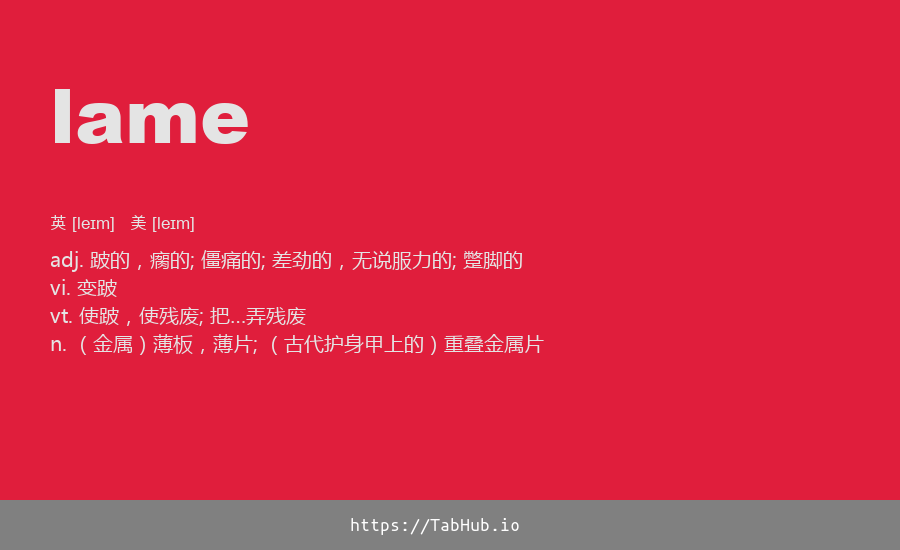 lame
英 [leɪm] 美 [leɪm]
adj. 跛的，瘸的; 僵痛的; 差劲的，无说服力的; 蹩脚的
vi. 变跛
vt. 使跛，使残废; 把...弄残废
n. （金属）薄板，薄片; （古代护身甲上的）重叠金属片
https://TabHub.io